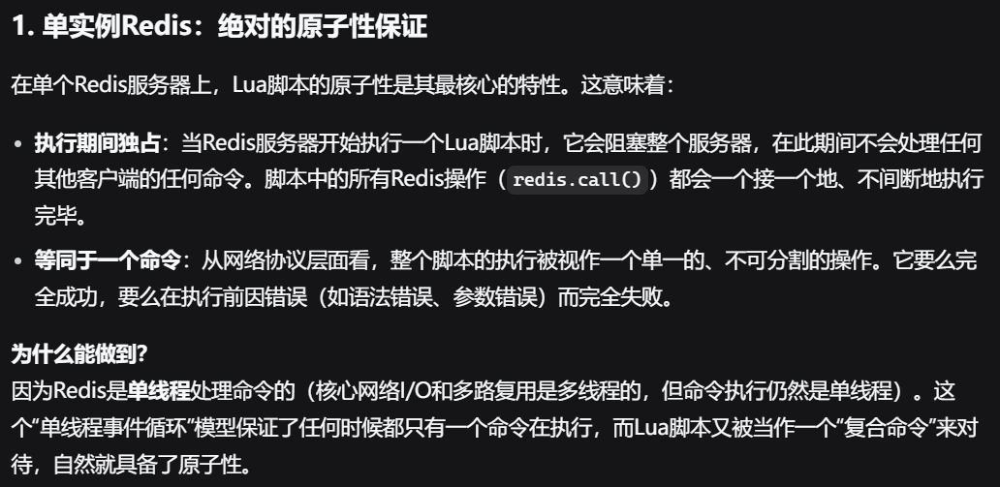 1. 单实例Redis：绝对的原子性保证
在单个Redis服务器上，Lua脚本的原子性是其最核心的特性。这意味着：
• 执行期间独占：当Redis服务器开始执行一个Lua脚本时，它会阻塞整个服务器，在此期间不会处理任何
其他客户端的任何命令。脚本中的所有Redis操作（redis.call()）都会一个接一个地、不间断地执行
完毕。
• 等同于一个命令：从网络协议层面看，整个脚本的执行被视作一个单一的、不可分割的操作。它要么完
全成功，要么在执行前因错误（如语法错误、参数错误）而完全失败。
为什么能做到？
因为Redis是单线程处理命令的（核心网络I/O和多路复用是多线程的，但命令执行仍然是单线程）。这
个“单线程事件循环”模型保证了任何时候都只有一个命令在执行，而Lua脚本又被当作一个“复合命令”来对
待，自然就具备了原子性。